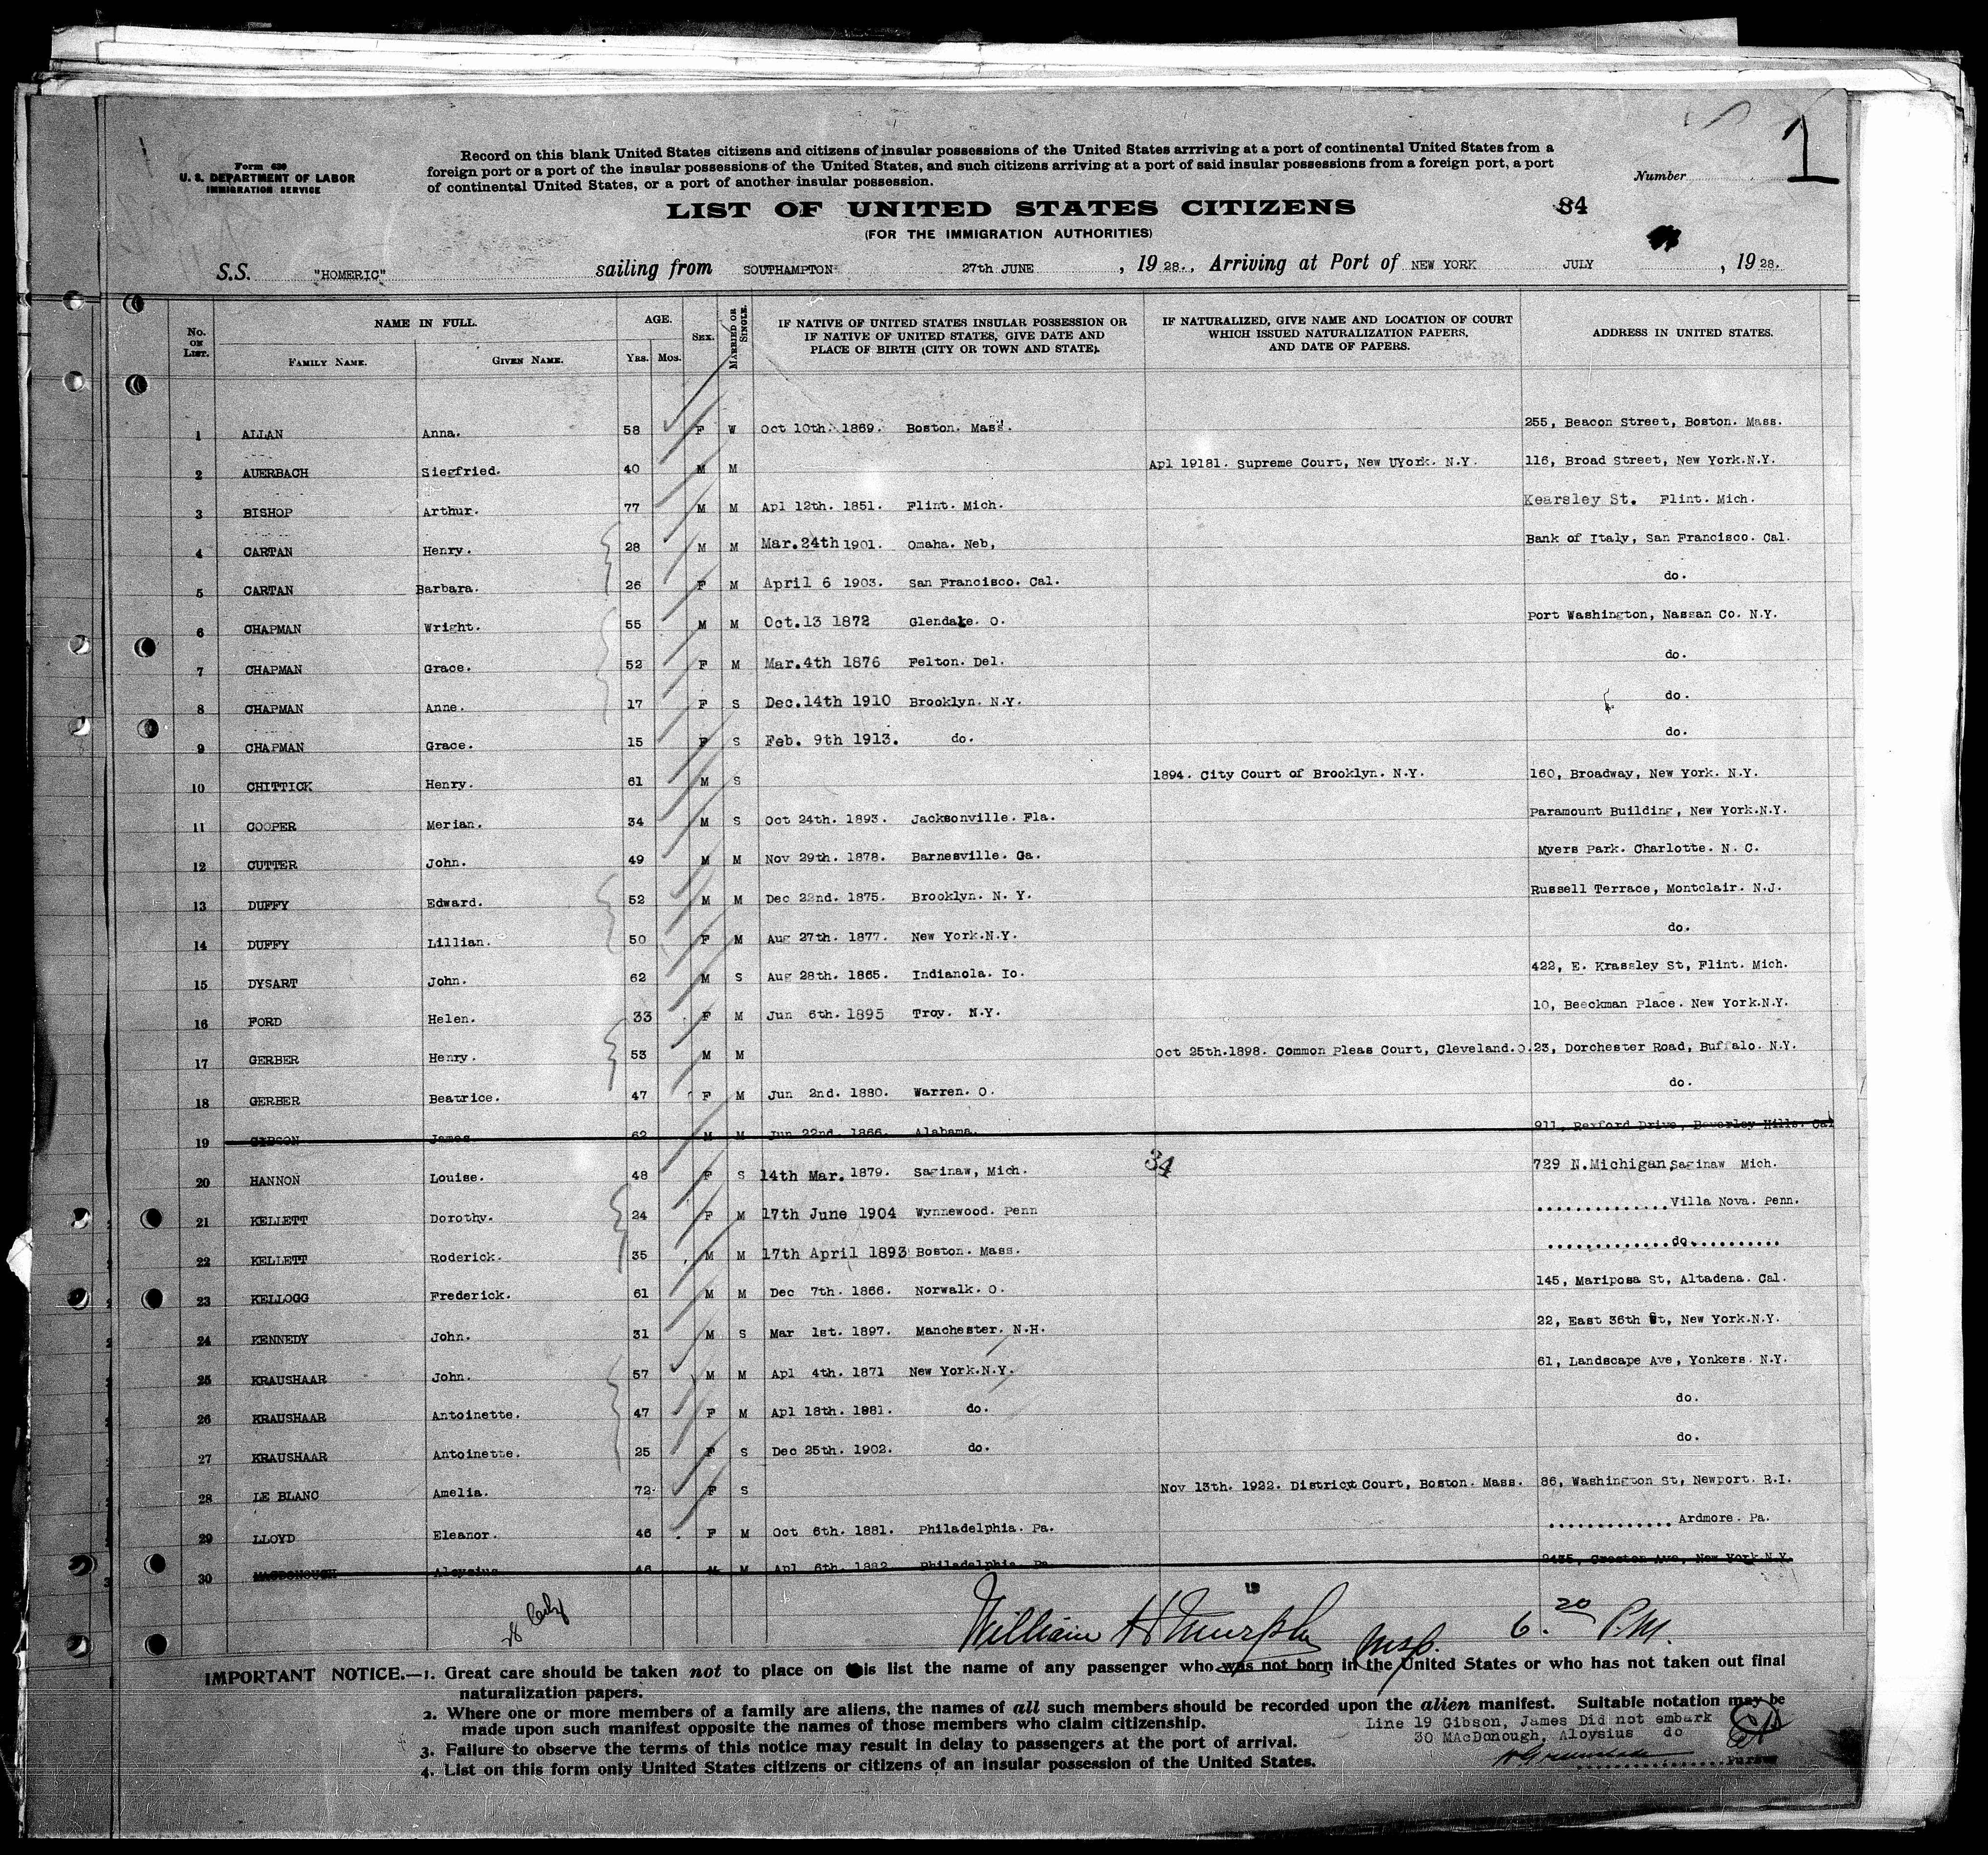 1
Form 630
U. S. DEPARTMENT OF LABOR
IMMIGRATION SERVICE
Record on this blank United States citizens and citizens of insular possessions of the United States arrriving at a port of continental United States from a
foreign port or a port of the insular possessions of the United States, and such citizens arriving at a port of said insular possessions from a foreign port, a port
of continental United States, or a port of another insular possession.
Number
LIST OF UNITED STATES CITIZENS
84
(FOR THE IMMIGRATION AUTHORITIES)
S.S. "HOMERIC" sailing from SOUTHAMPTON 27th JUNE , 19 28., Arriving at Port of NEW YORK JULY , 19 28.
No. ON LIST. NAME IN FULL. FAMILY NAME. GIVEN NAME. AGE. YRS. MOS. SEX. MARRIED OR SINGLE. IF NATIVE OF UNITED STATES INSULAR POSSESSION OR IF NATIVE OF UNITED STATES, GIVE DATE AND PLACE OF BIRTH (CITY OR TOWN AND STATE). IF NATURALIZED, GIVE NAME AND LOCATION OF COURT WHICH ISSUED NATURALIZATION PAPERS, AND DATE OF PAPERS. ADDRESS IN UNITED STATES.
1 ALLAN Anna. 58 F W Oct 10th. 1869. Boston. Mass. 255, Beacon Street, Boston. Mass.
2 AUERBACH Siegfried. 40 M M Apl 19181. Supreme Court, New UYork. N.Y. 116, Broad Street, New York.N.Y.
3 BISHOP Arthur. 77 M M Apl 12th. 1851. Flint. Mich. Kearsley St. Flint. Mich.
4 CARTAN Henry. 28 M M Mar.24th 1901. Omaha. Neb, Bank of Italy, San Francisco. Cal.
5 CARTAN Barbara. 26 F M April 6 1903. San Francisco. Cal. do.
6 CHAPMAN Wright. 55 M M Oct.13 1872 Glendale. O. Port Washington, Nassan Co. N.Y.
7 CHAPMAN Grace. 52 F M Mar.4th 1876 Felton. Del. do.
8 CHAPMAN Anne. 17 F S Dec.14th 1910 Brooklyn. N.Y. do.
9 CHAPMAN Grace. 15 F S Feb. 9th 1913. do. do.
10 CHITTICK Henry. 61 M S 1894. City Court of Brooklyn. N.Y. 160, Broadway, New York. N.Y.
11 COOPER Merian. 34 M S Oct 24th. 1893. Jacksonville. Fla. Paramount Building, New York.N.Y.
12 CUTTER John. 49 M M Nov 29th. 1878. Barnesville. Ga. Myers Park. Charlotte. N. C.
13 DUFFY Edward. 52 M M Dec 22nd. 1875. Brooklyn. N. Y. Russell Terrace, Montclair. N.J.
14 DUFFY Lillian. 50 F M Aug 27th. 1877. New York.N.Y. do.
15 DYSART John. 62 M S Aug 28th. 1865. Indianola. Io. 422, E. Krassley St, Flint. Mich.
16 FORD Helen. 33 F M Jun 6th. 1895 Troy. N.Y. 10, Beeckman Place. New York.N.Y.
17 GERBER Henry. 53 M M Oct 25th.1898. Common Pleas Court, Cleveland.O. 23, Dorchester Road, Buffalo. N.Y.
18 GERBER Beatrice. 47 F M Jun 2nd. 1880. Warren. O. do.
19 GIBSON James. 62 M M Jun 22nd. 1866. Alabama. 911, Rexford Drive, Beverley Hills. Cal
20 HANNON Louise. 48 F S 14th Mar. 1879. Saginaw, Mich. 34 729 N.Michigan,Saginaw Mich.
21 KELLETT Dorothy. 24 F M 17th June 1904 Wynnewood. Penn ..............Villa Nova. Penn.
22 KELLETT Roderick. 35 M M 17th April 1893 Boston. Mass. ..............do..........
23 KELLOGG Frederick. 61 M M Dec 7th. 1866. Norwalk. O. 145, Mariposa St, Altadena. Cal.
24 KENNEDY John. 31 M S Mar 1st. 1897. Manchester. N.H. 22, East 36th St, New York.N.Y.
25 KRAUSHAAR John. 57 M M Apl 4th. 1871 New York.N.Y. 61, Landscape Ave, Yonkers. N.Y.
26 KRAUSHAAR Antoinette. 47 F M Apl 18th. 1881. do. do.
27 KRAUSHAAR Antoinette. 25 F S Dec 25th. 1902. do. do.
28 LE BLANC Amelia. 72 F S Nov 13th. 1922. District Court, Boston. Mass. 86, Washington St, Newport. R.I.
29 LLOYD Eleanor. 46 F M Oct 6th. 1881. Philadelphia. Pa. ............. Ardmore. Pa.
30 MACDONOUGH Aloysius 46 M M Apl 6th. 1882 Philadelphia Pa 2435, Creston Ave, New York.N.Y.
William H Murphy Insp. 6.20 P.M.
IMPORTANT NOTICE.—1. Great care should be taken not to place on this list the name of any passenger who was not born in the United States or who has not taken out final
naturalization papers.
2. Where one or more members of a family are aliens, the names of all such members should be recorded upon the alien manifest. Suitable notation may be
made upon such manifest opposite the names of those members who claim citizenship.
3. Failure to observe the terms of this notice may result in delay to passengers at the port of arrival.
4. List on this form only United States citizens or citizens of an insular possession of the United States.
Line 19 Gibson, James Did not embark
30 MAcDonough, Aloysius do
Purser